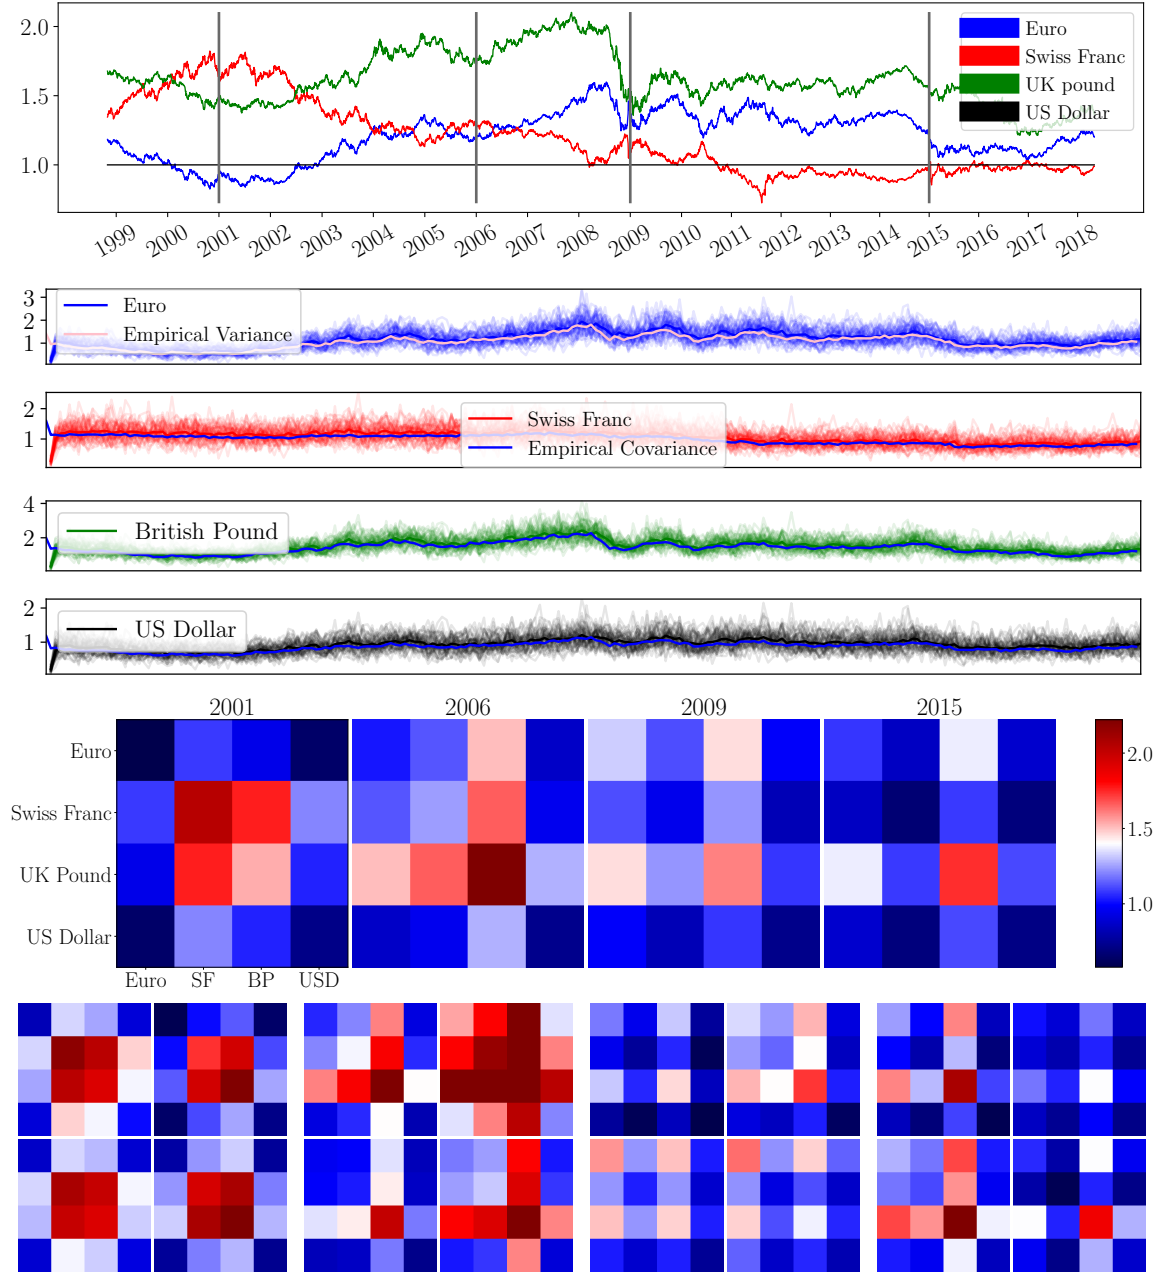 2.0
1.5
1.0
Euro
Swiss Franc
UK pound
US Dollar
1999 2000 2001 2002 2003 2004 2005 2006 2007 2008 2009 2010 2011 2012 2013 2014 2015 2016 2017 2018
3
2
1
Euro
Empirical Variance
2
1
Swiss Franc
Empirical Covariance
4
2
British Pound
2
1
US Dollar
2001 2006 2009 2015
Euro
Swiss Franc
UK Pound
US Dollar
Euro SF BP USD
2.0
1.5
1.0